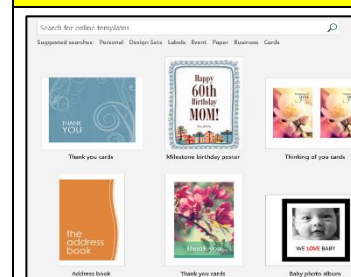 Search for online templates
Suggested searches: Personal Design Sets Labels Event Paper Business Cards
THANK
YOU
Happy
60th
Birthday
MOM!
Thank you cards
Milestone birthday poster
Thinking of you cards
the
address
book
Thank you
WE LOVE BABY
Address book
Thank you cards
Baby photo album